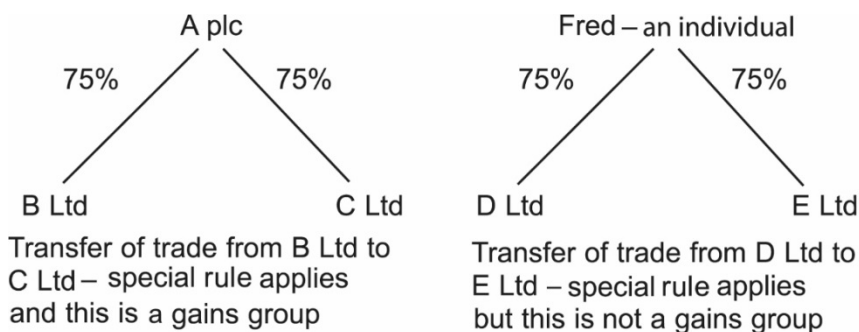 A plc
75%
75%
B Ltd
C Ltd
Transfer of trade from B Ltd to
C Ltd – special rule applies
and this is a gains group
Fred – an individual
75%
75%
D Ltd
E Ltd
Transfer of trade from D Ltd to
E Ltd – special rule applies
but this is not a gains group